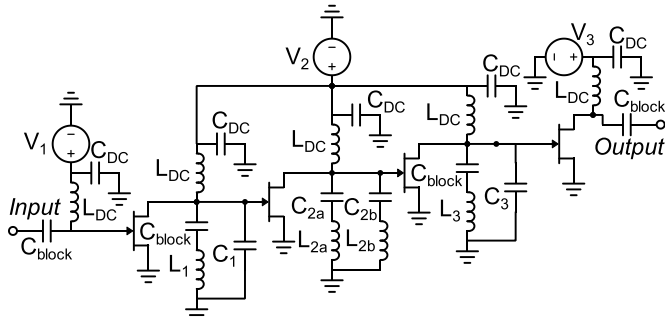 V2
V3
CDC
CDC
CDC
LDC
Cblock
V1
CDC
CDC
LDC
CDC
LDC
LDC
Output
Input
LDC
Cblock
Cblock
L1
C1
C2a
C2b
L2a
L2b
Cblock
L3
C3